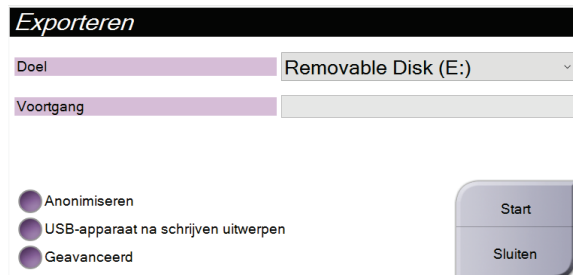 Exporteren
Doel
Removable Disk (E:)
Voortgang
Anonimiseren
USB-apparaat na schrijven uitwerpen
Geavanceerd
Start
Sluiten